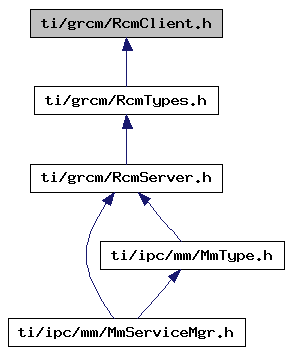 ti/grcm/RcmClient.h
ti/grcm/RcmTypes.h
ti/grcm/RcmServer.h
ti/ipc/mm/MmType.h
ti/ipc/mm/MmServiceMgr.h